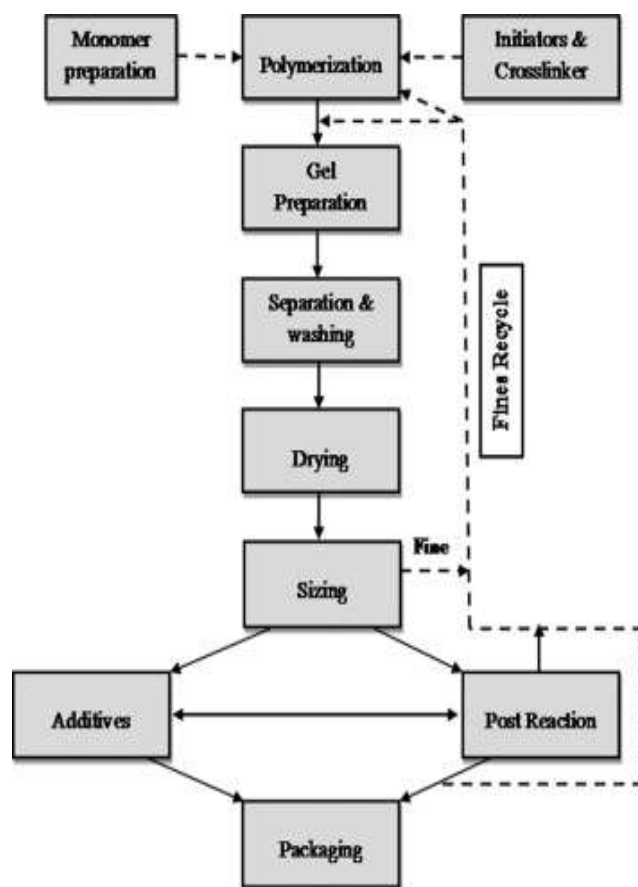 Monomer
preparation
Polymerization
Initiators &
Crosslinker
Gel
Preparation
Separation &
washing
Fines Recycle
Drying
Fine
Sizing
Additives
Post Reaction
Packaging